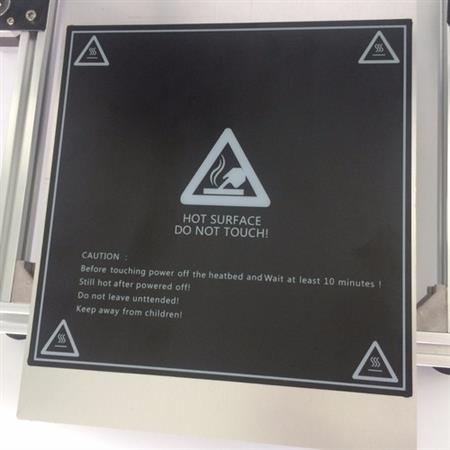 HOT SURFACE
DO NOT TOUCH!
CAUTION :
Before touching power off the heatbed and Wait at least 10 minutes !
Still hot after powered off!
Do not leave unttended!
Keep away from children!